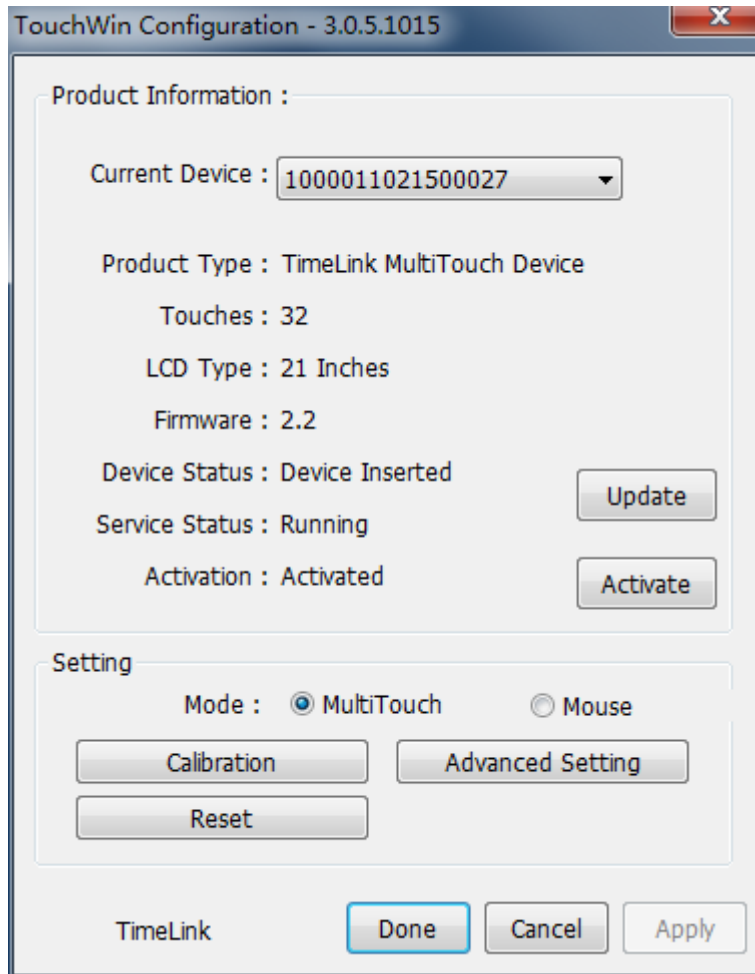 TouchWin Configuration - 3.0.5.1015
Product Information :
Current Device : 1000011021500027
Product Type : TimeLink MultiTouch Device
Touches : 32
LCD Type : 21 Inches
Firmware : 2.2
Device Status : Device Inserted
Update
Service Status : Running
Activation : Activated
Activate
Setting
Mode : MultiTouch Mouse
Calibration Advanced Setting
Reset
TimeLink Done Cancel Apply